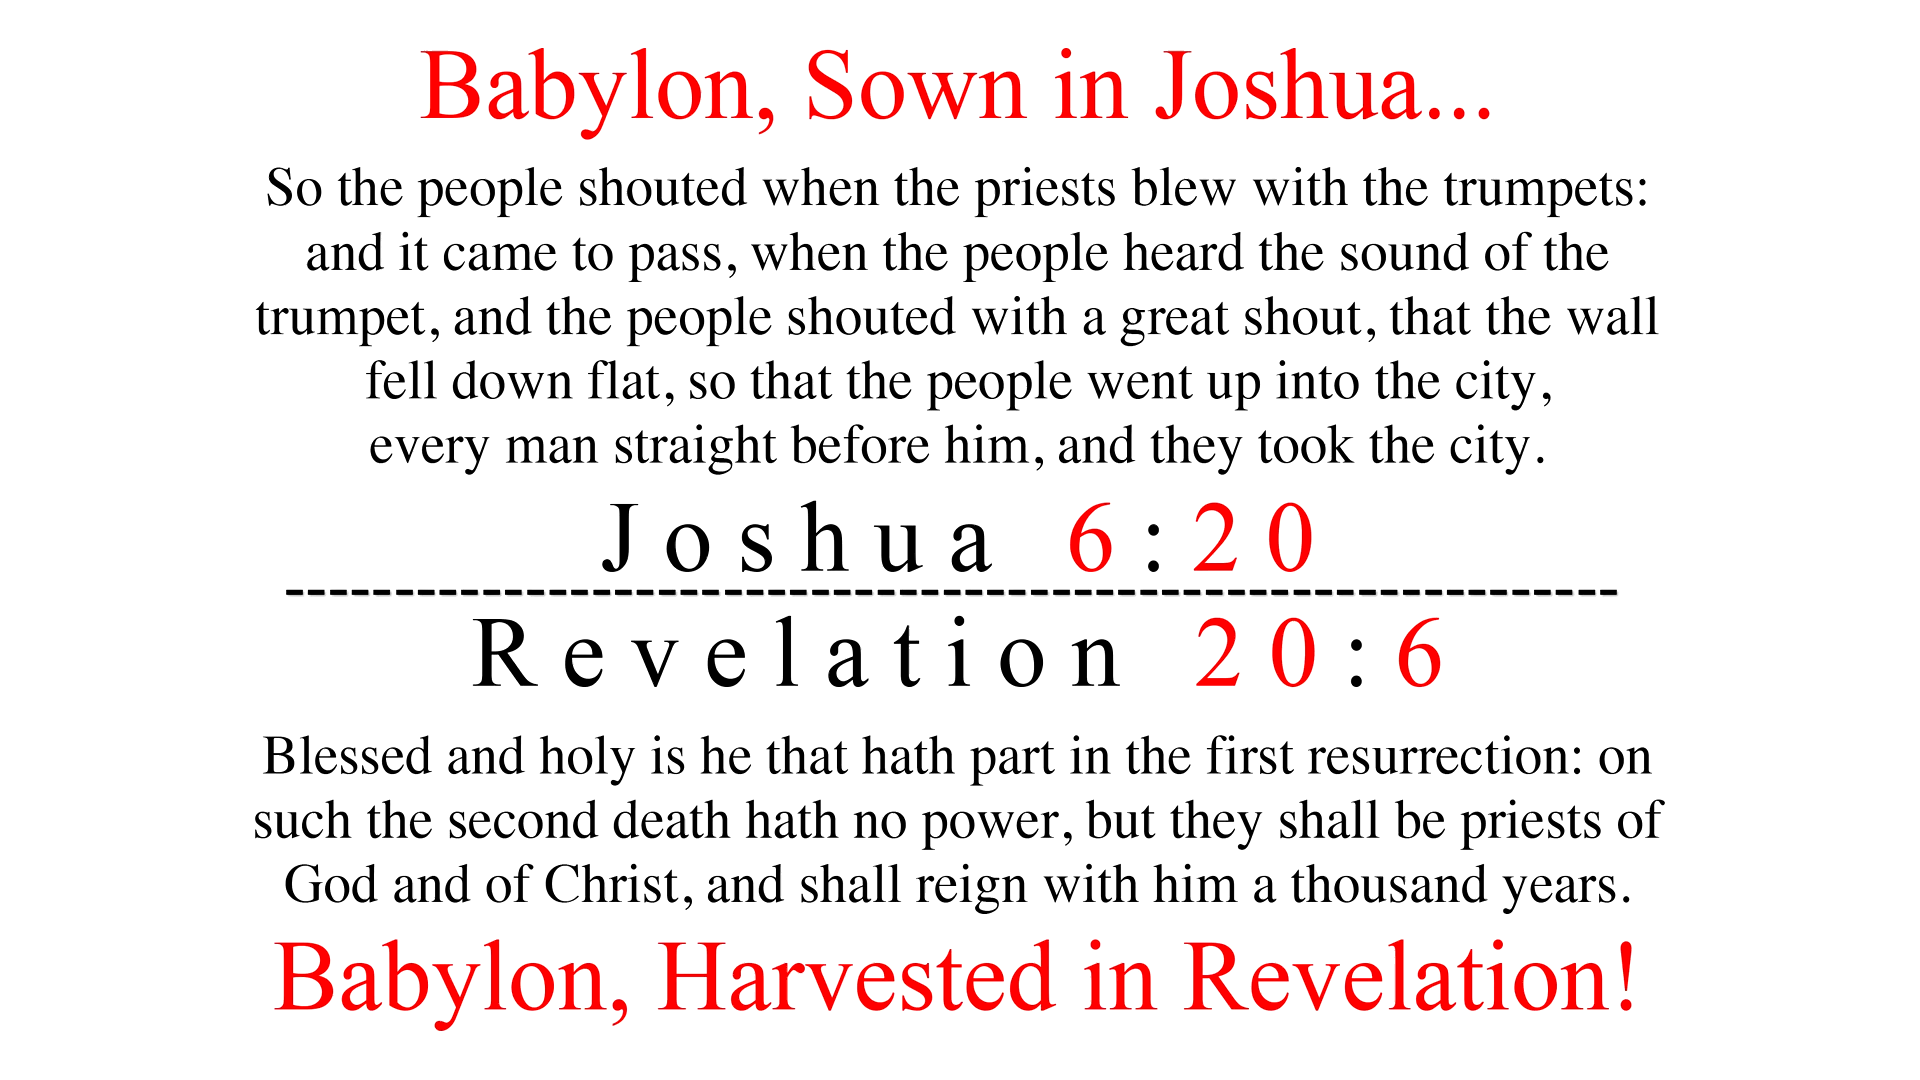 Babylon, Sown in Joshua...
So the people shouted when the priests blew with the trumpets:
and it came to pass, when the people heard the sound of the
trumpet, and the people shouted with a great shout, that the wall
fell down flat, so that the people went up into the city,
every man straight before him, and they took the city.
Joshua 6:20
------------------------------------------------------------
Revelation 20:6
Blessed and holy is he that hath part in the first resurrection: on
such the second death hath no power, but they shall be priests of
God and of Christ, and shall reign with him a thousand years.
Babylon, Harvested in Revelation!